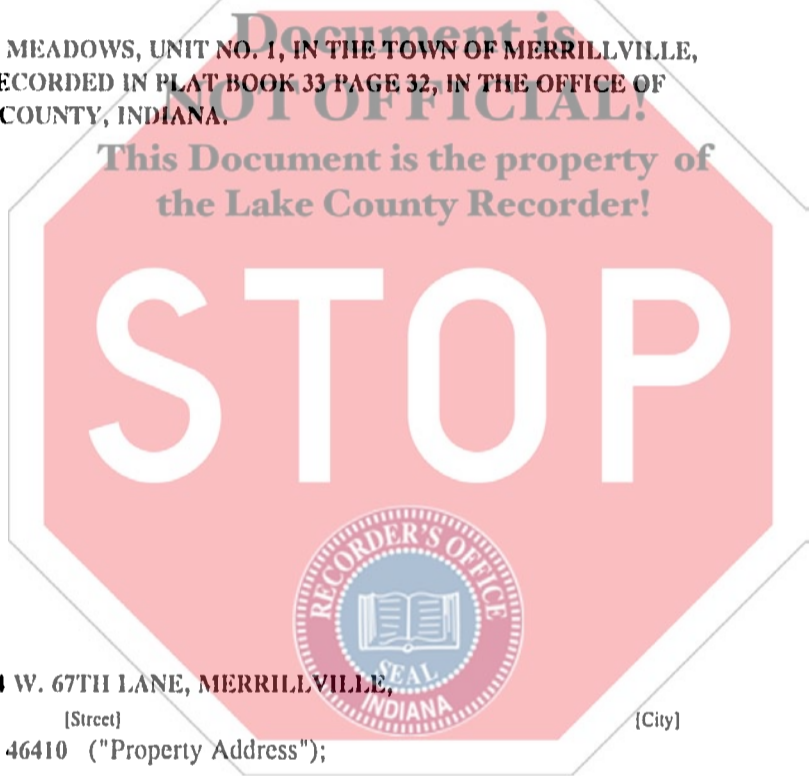 Document is
MEADOWS, UNIT NO. 1, IN THE TOWN OF MERRILLVILLE,
ECORDED IN PLAT BOOK 33 PAGE 32, IN THE OFFICE OF
NOT OFFICIAL!
COUNTY, INDIANA.
This Document is the property of
the Lake County Recorder!
STOP
RECORDER'S OFFICE
SEAL
INDIANA
W. 67TH LANE, MERRILLVILLE,
[Street] [City]
46410 ("Property Address");